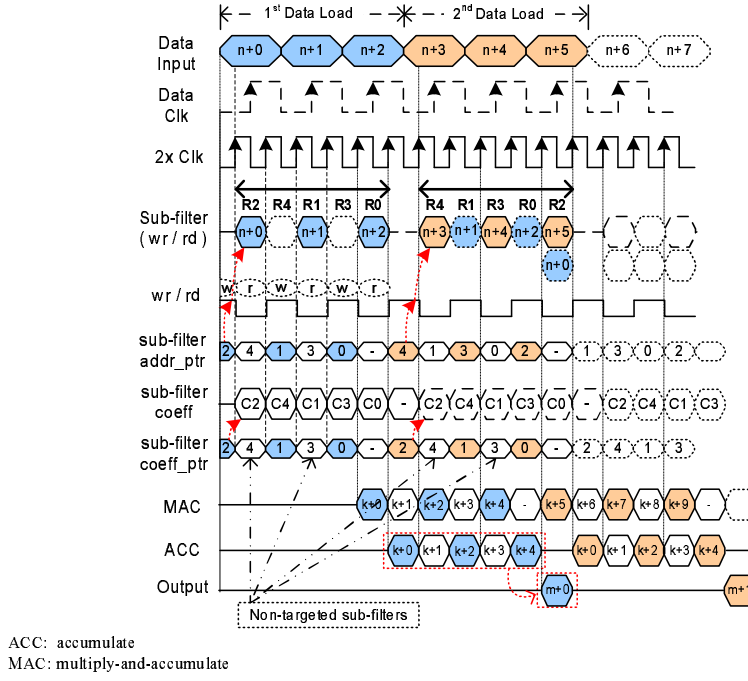 1st Data Load 2nd Data Load
Data Input n+0 n+1 n+2 n+3 n+4 n+5 n+6 n+7
Data Clk
2x Clk
R2 R4 R1 R3 R0 R4 R1 R3 R0 R2
Sub-filter ( wr / rd ) n+0 n+1 n+2 n+3 n+1 n+4 n+2 n+5
n+0
w r w r w r
wr / rd
sub-filter addr_ptr 2 4 1 3 0 - 4 1 3 0 2 - 1 3 0 2
sub-filter coeff C2 C4 C1 C3 C0 - C2 C4 C1 C3 C0 - C2 C4 C1 C3
sub-filter coeff_ptr 2 4 1 3 0 - 2 4 1 3 0 - 2 4 1 3
MAC k+0 k+1 k+2 k+3 k+4 - k+5 k+6 k+7 k+8 k+9 -
ACC k+0 k+1 k+2 k+3 k+4 k+0 k+1 k+2 k+3 k+4
Output m+0 m+1
Non-targeted sub-filters
ACC: accumulate
MAC: multiply-and-accumulate